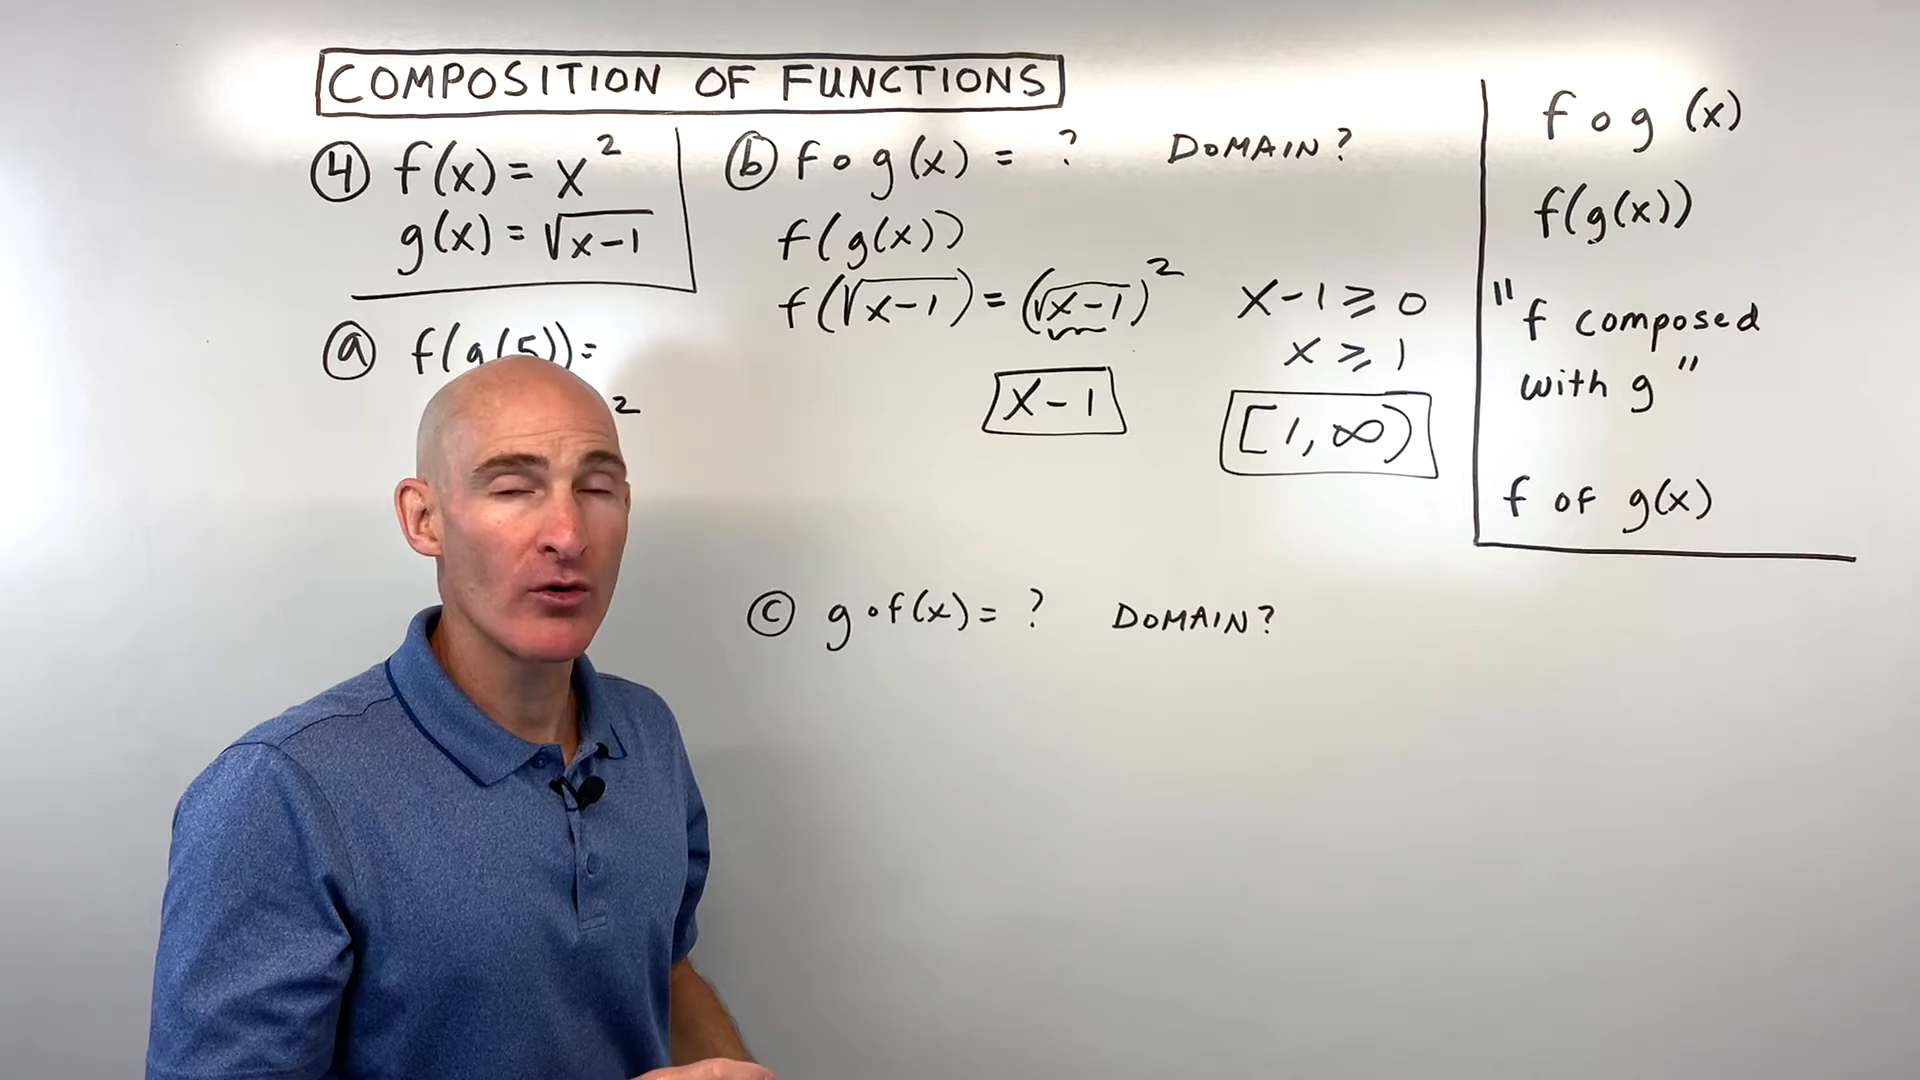 COMPOSITION OF FUNCTIONS
④ f(x) = x²
g(x) = √x-1
ⓐ f(g(5)) =
2
ⓑ f∘g(x) = ? DOMAIN?
f(g(x))
f(√x-1) = (√x-1)²
x-1
x-1 ≥ 0
x ≥ 1
[1, ∞)
ⓒ g∘f(x) = ? DOMAIN?
f∘g (x)
f(g(x))
"f composed
with g"
f of g(x)